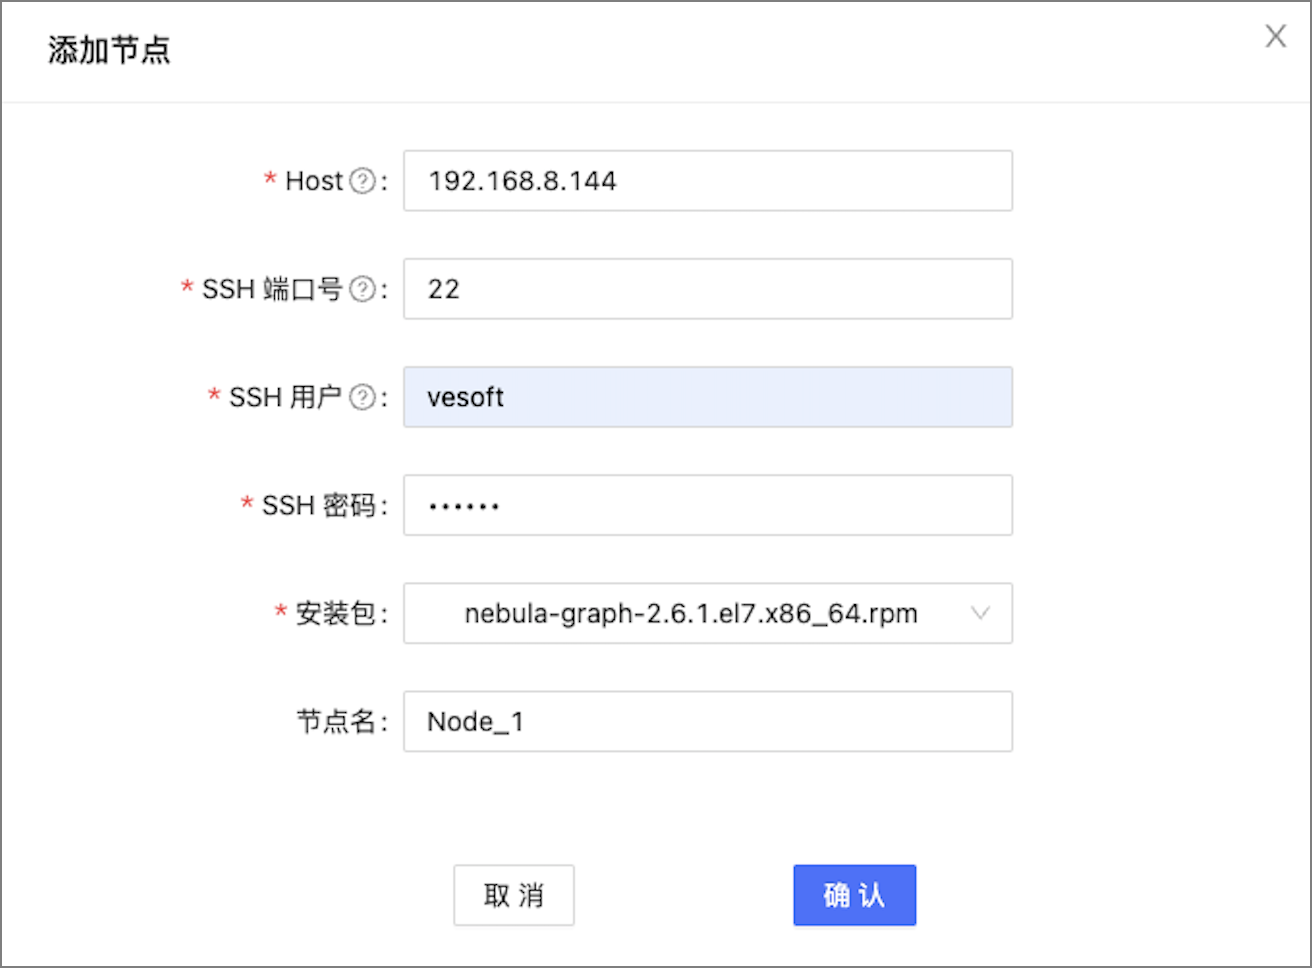 添加节点
X
* Host ? : 192.168.8.144
* SSH 端口号 ? : 22
* SSH 用户 ? : vesoft
* SSH 密码 : ••••••
* 安装包 : nebula-graph-2.6.1.el7.x86_64.rpm
节点名 : Node_1
取 消 确 认